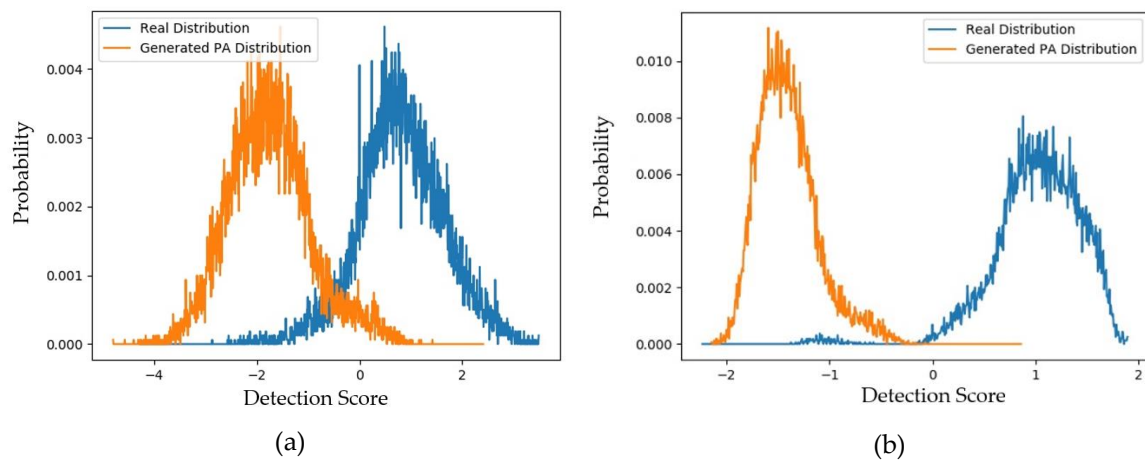 Real Distribution
Generated PA Distribution
0.004
0.003
0.002
0.001
0.000
Probability
−4
−2
0
2
Detection Score
(a)
Real Distribution
Generated PA Distribution
0.010
0.008
0.006
0.004
0.002
0.000
Probability
−2
−1
0
1
2
Detection Score
(b)